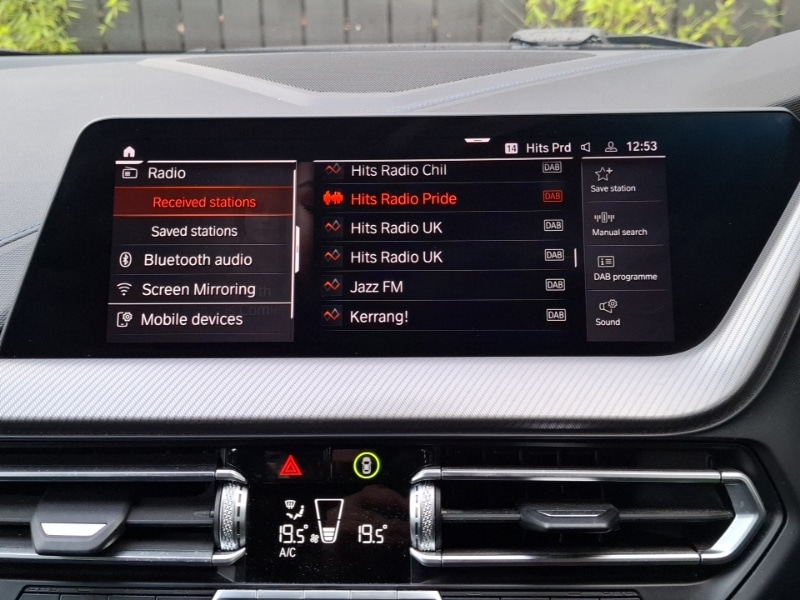 14 Hits Prd 12:53
Radio
Received stations
Saved stations
Bluetooth audio
Screen Mirroring
Mobile devices
Hits Radio Chil DAB
Hits Radio Pride DAB
Hits Radio UK DAB
Hits Radio UK DAB
Jazz FM DAB
Kerrang! DAB
Save station
Manual search
DAB programme
Sound
19.5° 19.5°
A/C